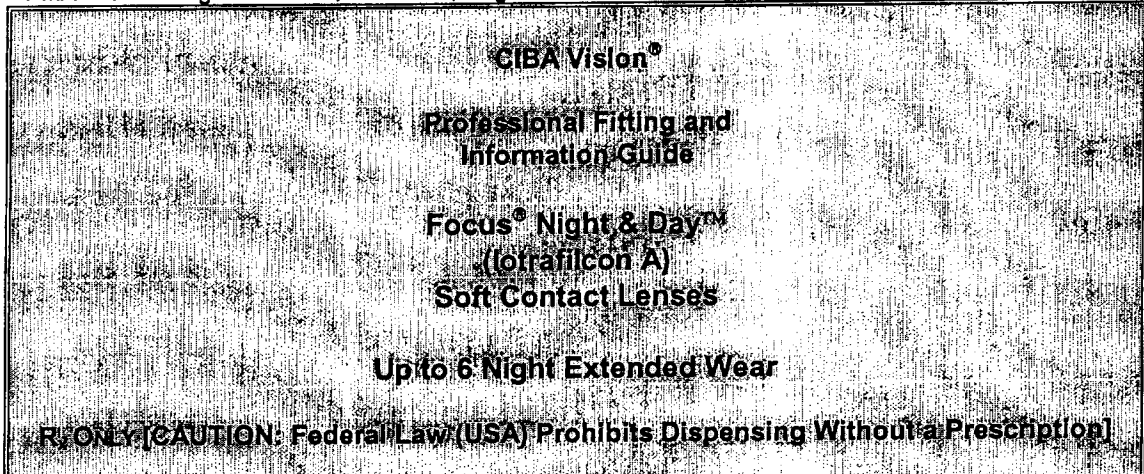 CIBA Vision®
Professional Fitting and
Information Guide
Focus® Night & Day™
(lotrafilcon A)
Soft Contact Lenses
Up to 6 Night Extended Wear
Rx ONLY [CAUTION: Federal Law (USA) Prohibits Dispensing Without a Prescription]